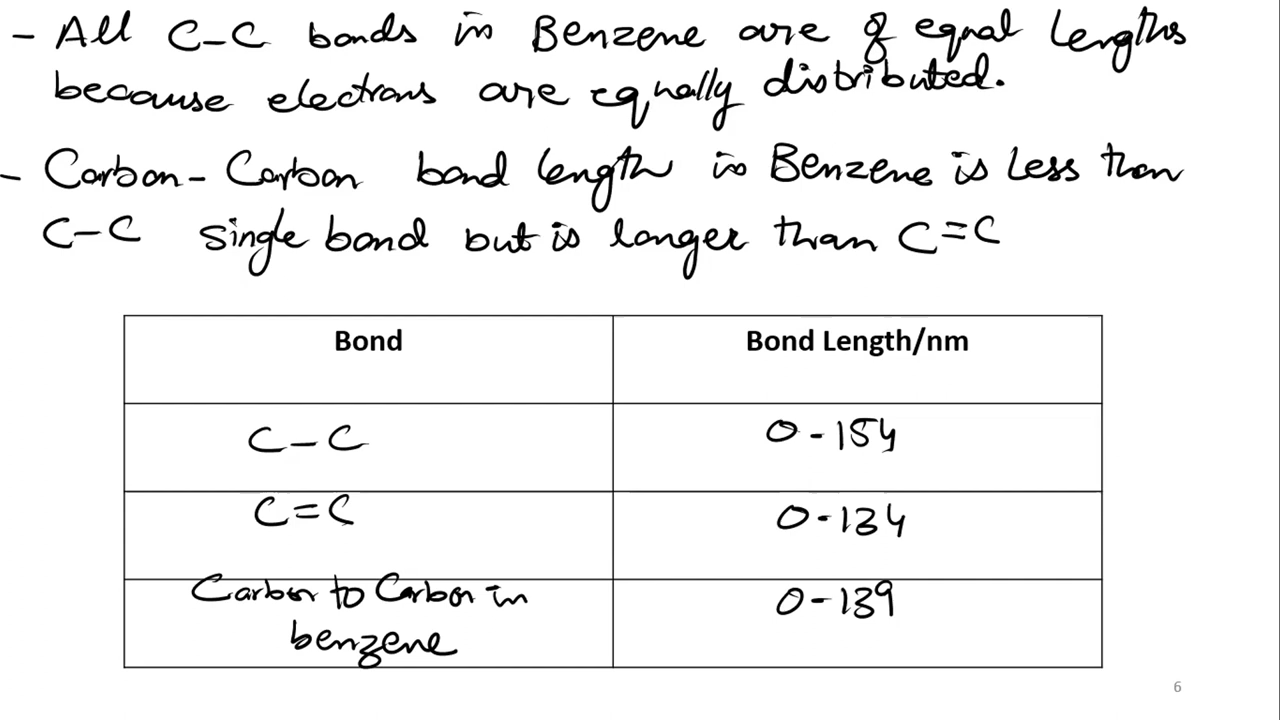 - All C-C bonds in Benzene are of equal lengths
because electrons are equally distributed.
- Carbon-Carbon bond length in Benzene is less than
C-C single bond but is longer than C=C
Bond Bond Length/nm
C-C 0-154
C=C 0-134
Carbon to Carbon in 0-139
benzene
6